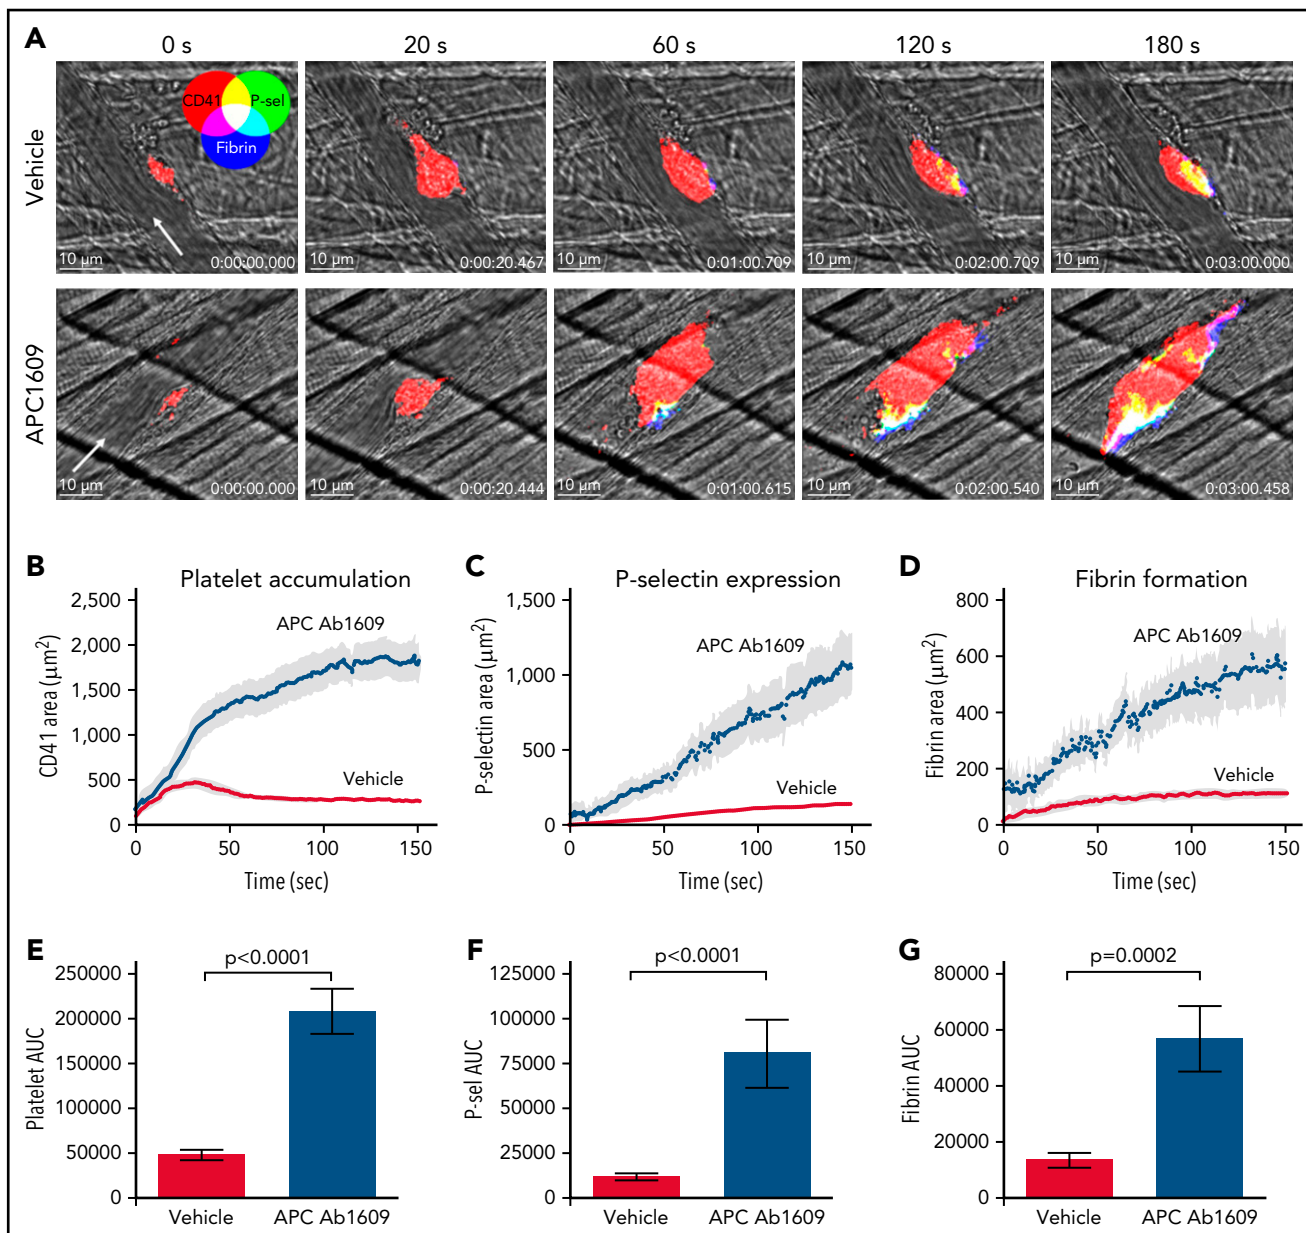 A
0 s 20 s 60 s 120 s 180 s
Vehicle
CD41 P-sel
Fibrin
10 µm 0:00:00.000 10 µm 0:00:20.467 10 µm 0:01:00.709 10 µm 0:02:00.709 10 µm 0:03:00.000
APC1609
10 µm 0:00:00.000 10 µm 0:00:20.444 10 µm 0:01:00.615 10 µm 0:02:00.540 10 µm 0:03:00.458
B
Platelet accumulation
CD41 area (µm²)
2,500
2,000
1,500
1,000
500
0
APC Ab1609
Vehicle
0 50 100 150
Time (sec)
C
P-selectin expression
P-selectin area (µm²)
1,500
1,000
500
0
APC Ab1609
Vehicle
0 50 100 150
Time (sec)
D
Fibrin formation
Fibrin area (µm²)
800
600
400
200
0
APC Ab1609
Vehicle
0 50 100 150
Time (sec)
E
p<0.0001
Platelet AUC
250000
200000
150000
100000
50000
0
Vehicle APC Ab1609
F
p<0.0001
P-sel AUC
125000
100000
75000
50000
25000
0
Vehicle APC Ab1609
G
p=0.0002
Fibrin AUC
80000
60000
40000
20000
0
Vehicle APC Ab1609